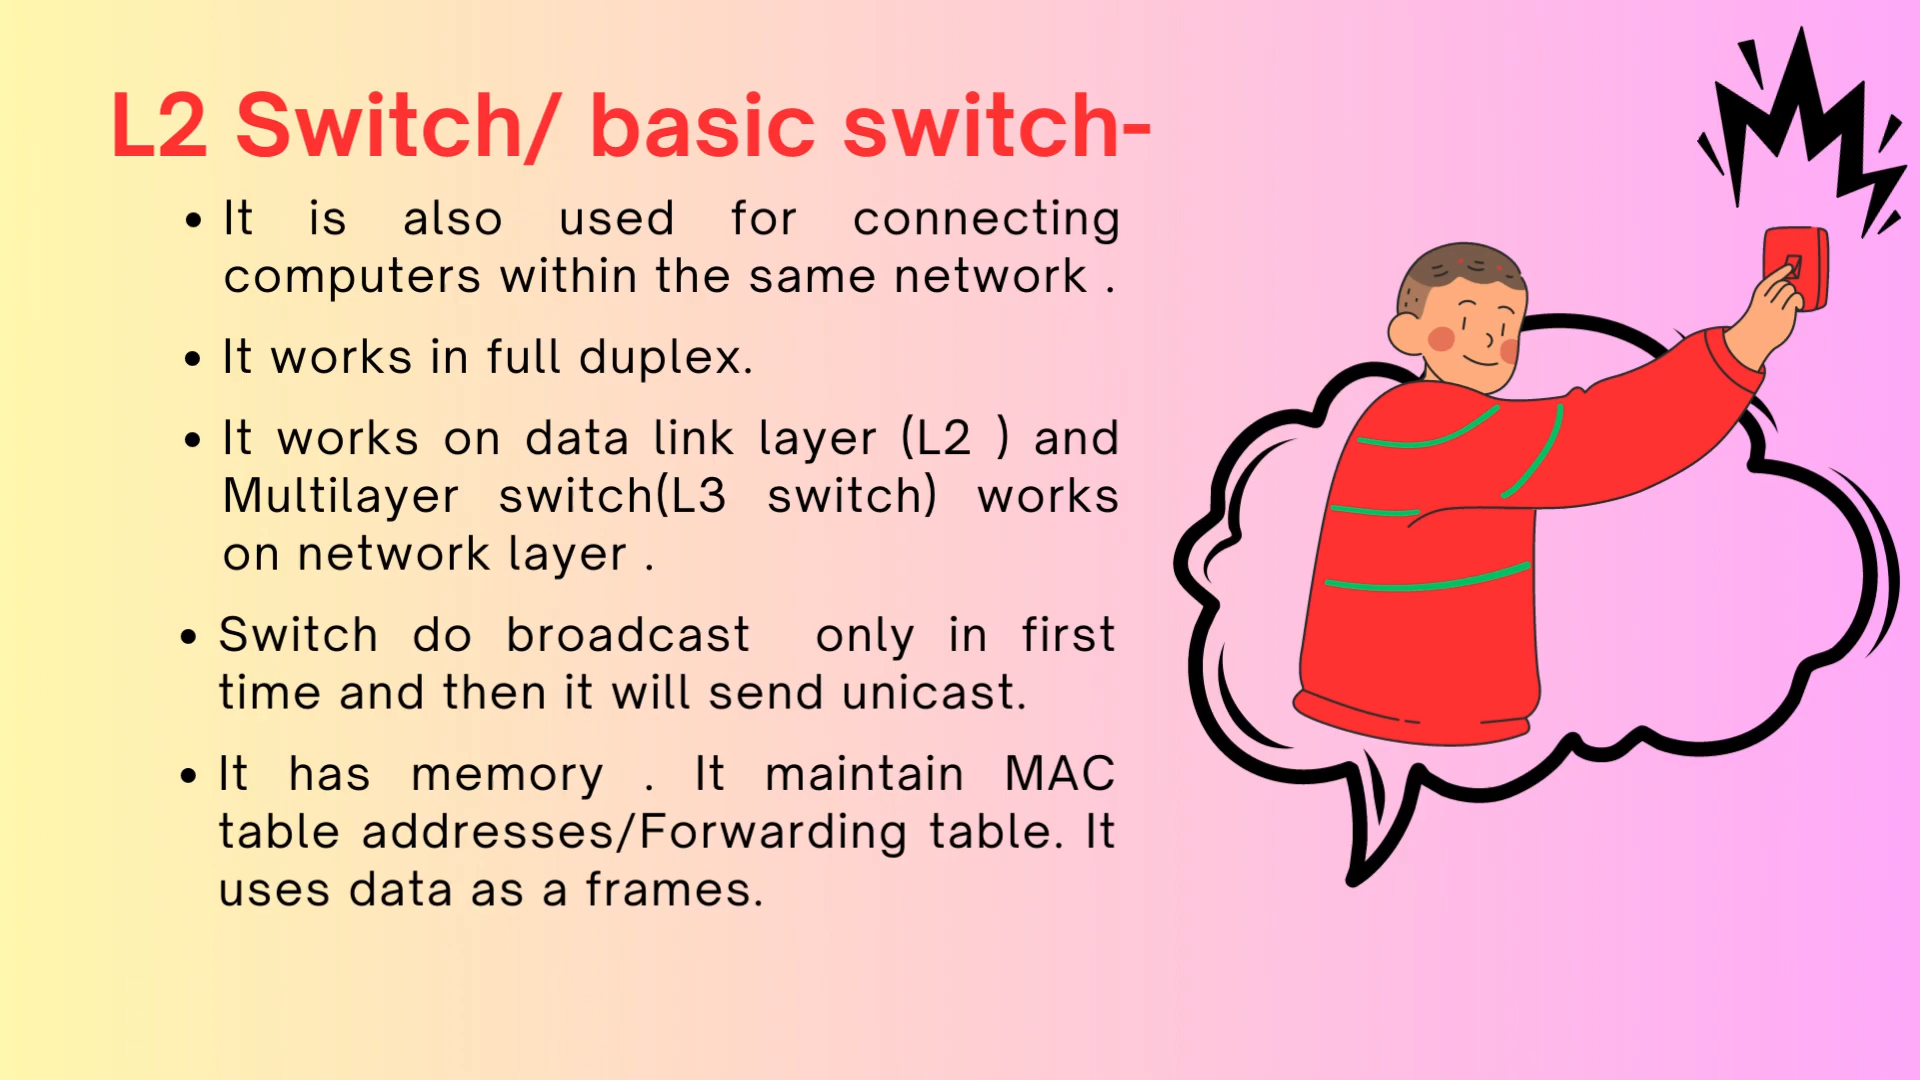 L2 Switch/ basic switch-
It is also used for connecting
computers within the same network .
It works in full duplex.
It works on data link layer (L2 ) and
Multilayer switch(L3 switch) works
on network layer .
Switch do broadcast only in first
time and then it will send unicast.
It has memory . It maintain MAC
table addresses/Forwarding table. It
uses data as a frames.